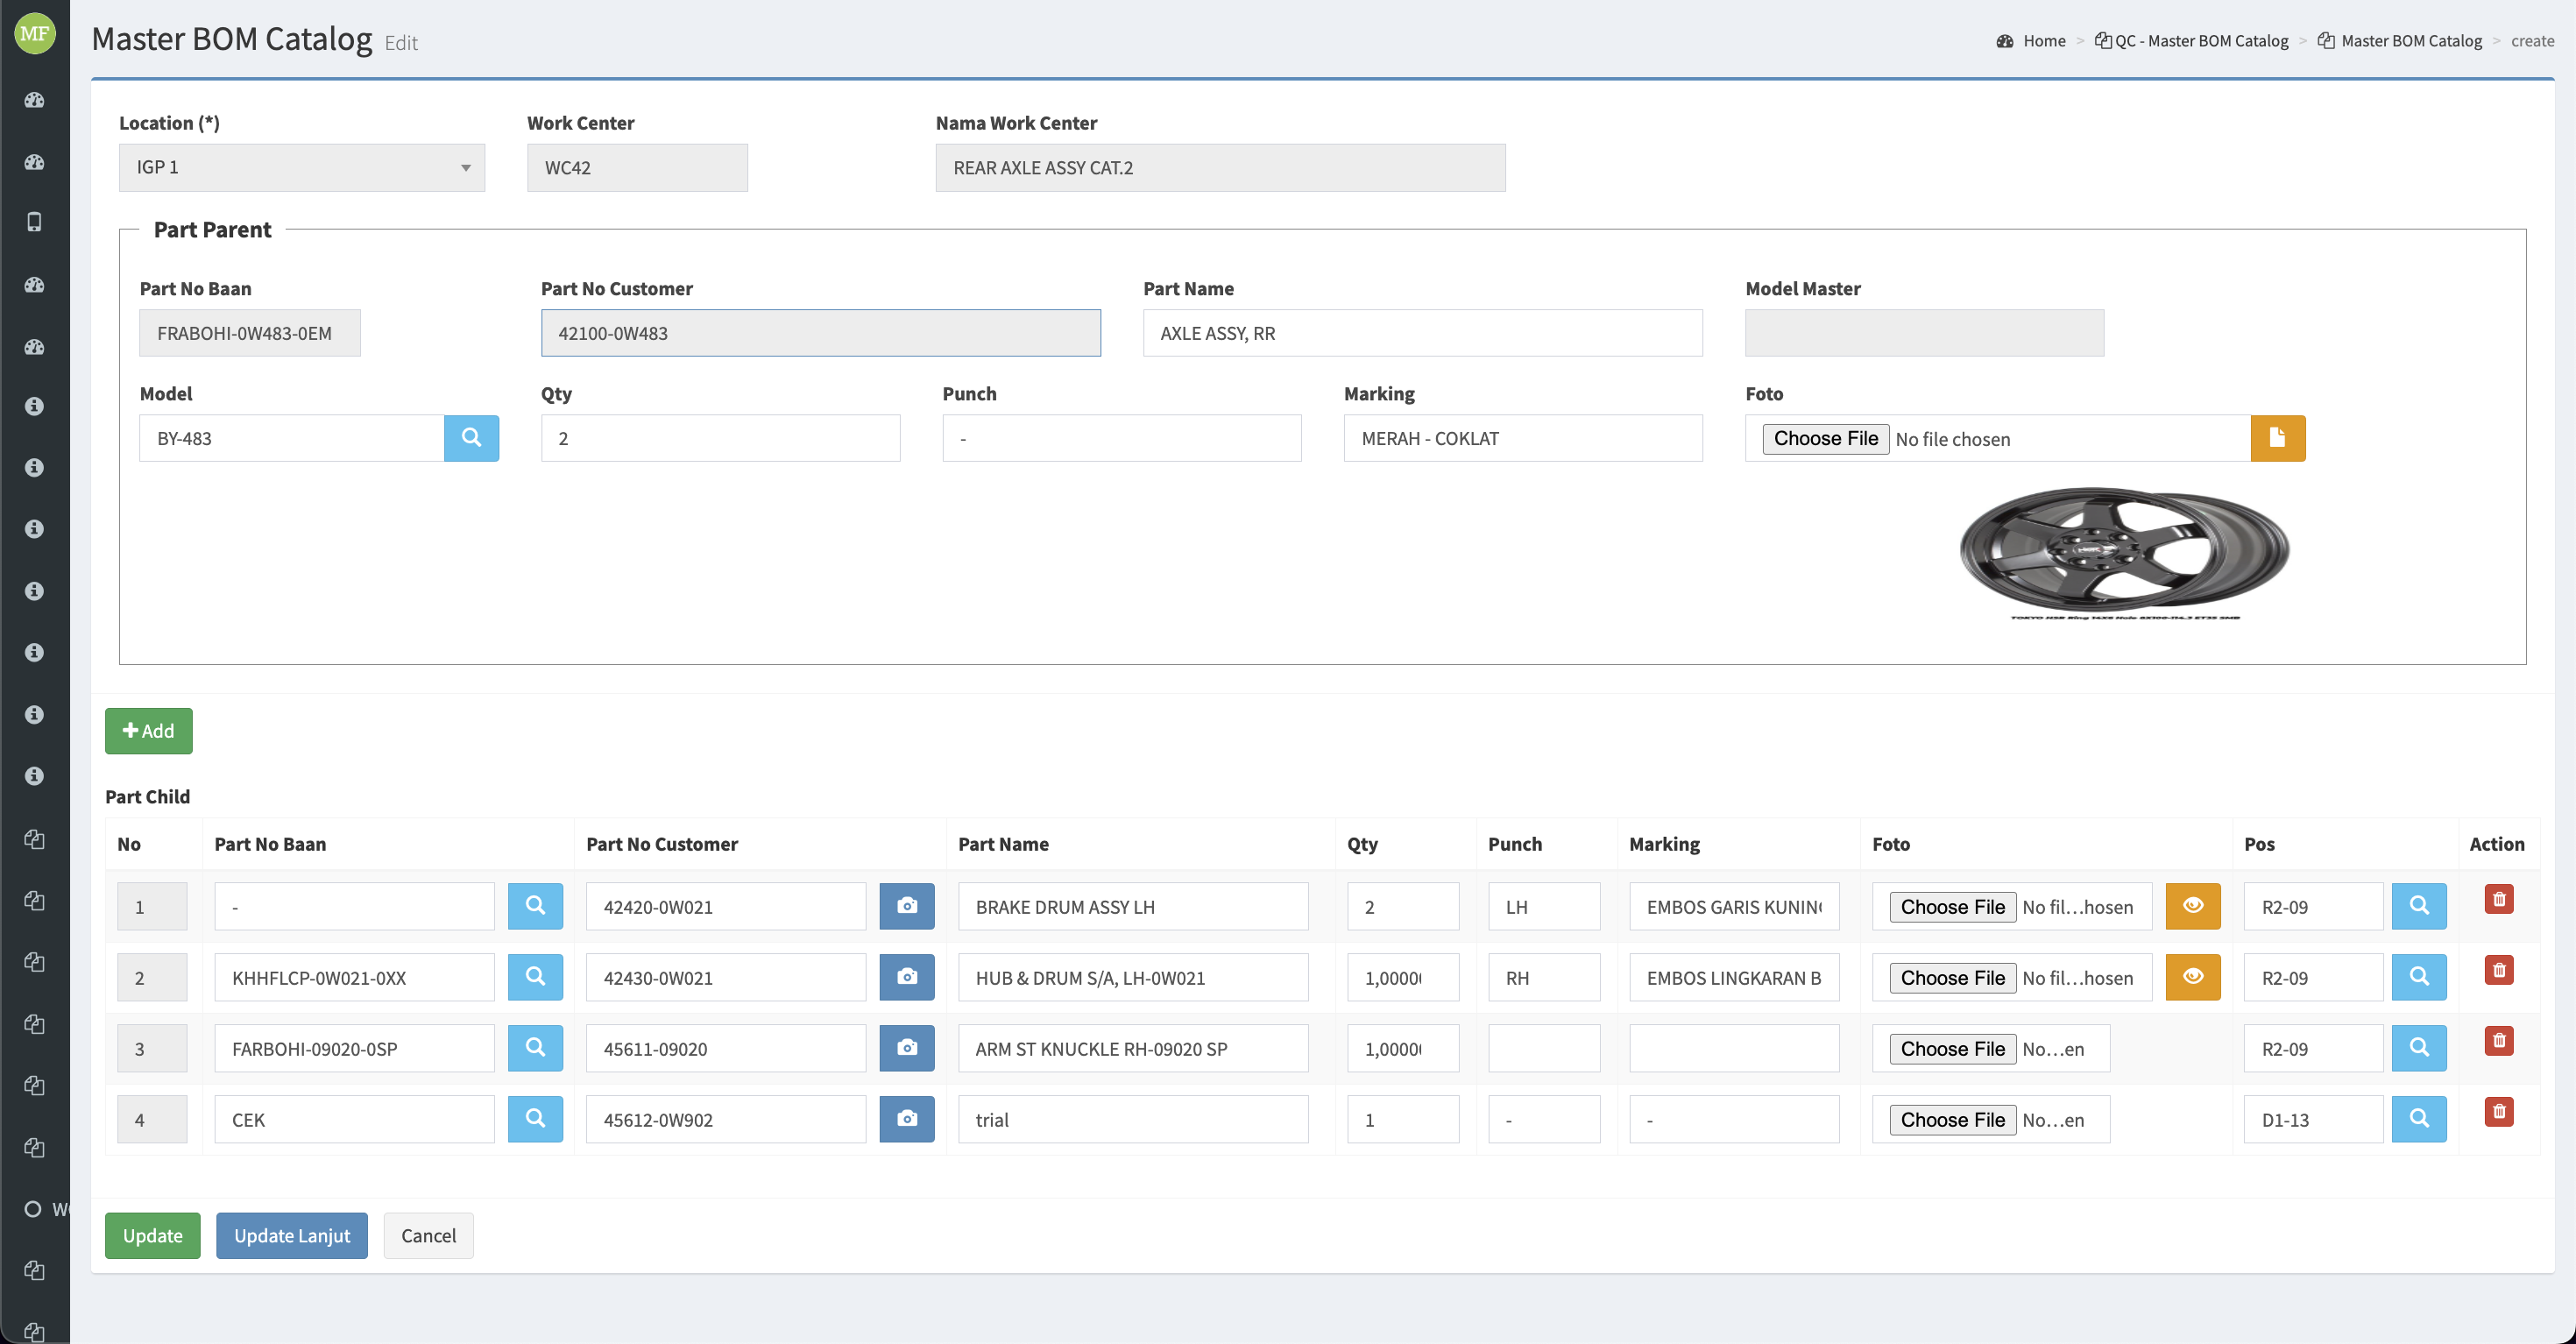 MF
Master BOM Catalog Edit
Home > QC - Master BOM Catalog > Master BOM Catalog > create
Location (*) Work Center Nama Work Center
IGP 1 WC42 REAR AXLE ASSY CAT.2
Part Parent
Part No Baan Part No Customer Part Name Model Master
FRABOHI-0W483-0EM 42100-0W483 AXLE ASSY, RR
Model Qty Punch Marking Foto
BY-483 2 - MERAH - COKLAT Choose File No file chosen
Add
Part Child
No Part No Baan Part No Customer Part Name Qty Punch Marking Foto Pos Action
1 - 42420-0W021 BRAKE DRUM ASSY LH 2 LH EMBOS GARIS Choose File No fil...hosen R2-09
2 KHHFLCP-0W021-0XX 42430-0W021 HUB & DRUM S/A, LH-0W021 1,0000 RH EMBOS LINGKARAN B Choose File No fil...hosen R2-09
3 FARBOHI-09020-0SP 45611-09020 ARM ST KNUCKLE RH-09020 SP 1,0000 Choose File No...en R2-09
4 CEK 45612-0W902 trial 1 - - Choose File No...en D1-13
Update Update Lanjut Cancel